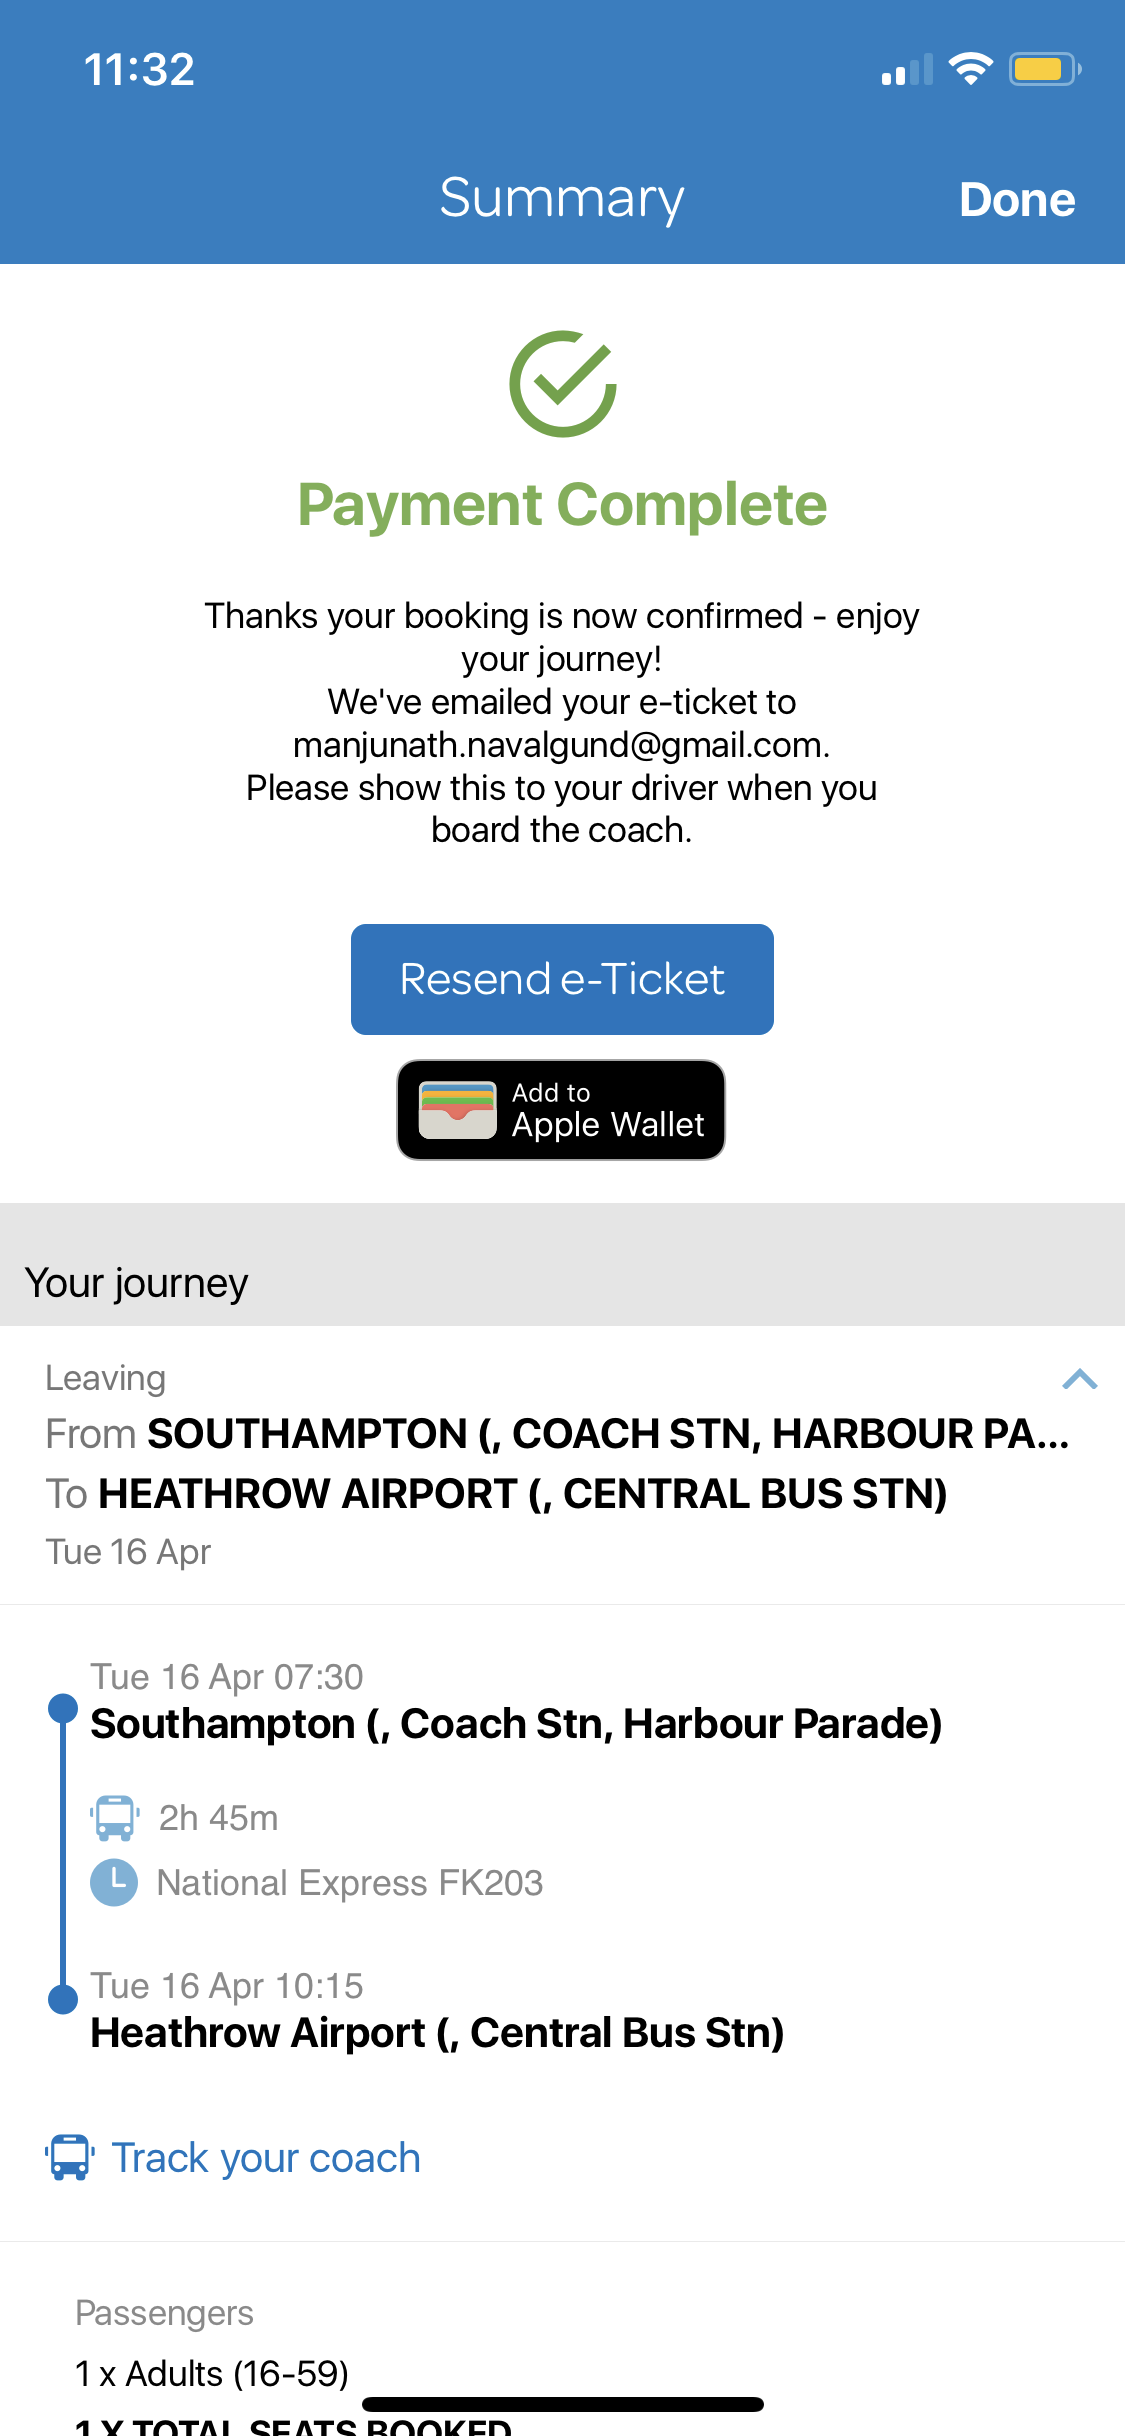 11:32
Summary
Done
Payment Complete
Thanks your booking is now confirmed - enjoy
your journey!
We've emailed your e-ticket to
manjunath.navalgund@gmail.com.
Please show this to your driver when you
board the coach.
Resend e-Ticket
Add to
Apple Wallet
Your journey
Leaving
From SOUTHAMPTON (, COACH STN, HARBOUR PA...
To HEATHROW AIRPORT (, CENTRAL BUS STN)
Tue 16 Apr
Tue 16 Apr 07:30
Southampton (, Coach Stn, Harbour Parade)
2h 45m
National Express FK203
Tue 16 Apr 10:15
Heathrow Airport (, Central Bus Stn)
Track your coach
Passengers
1 x Adults (16-59)
1 X TOTAL SEATS BOOKED